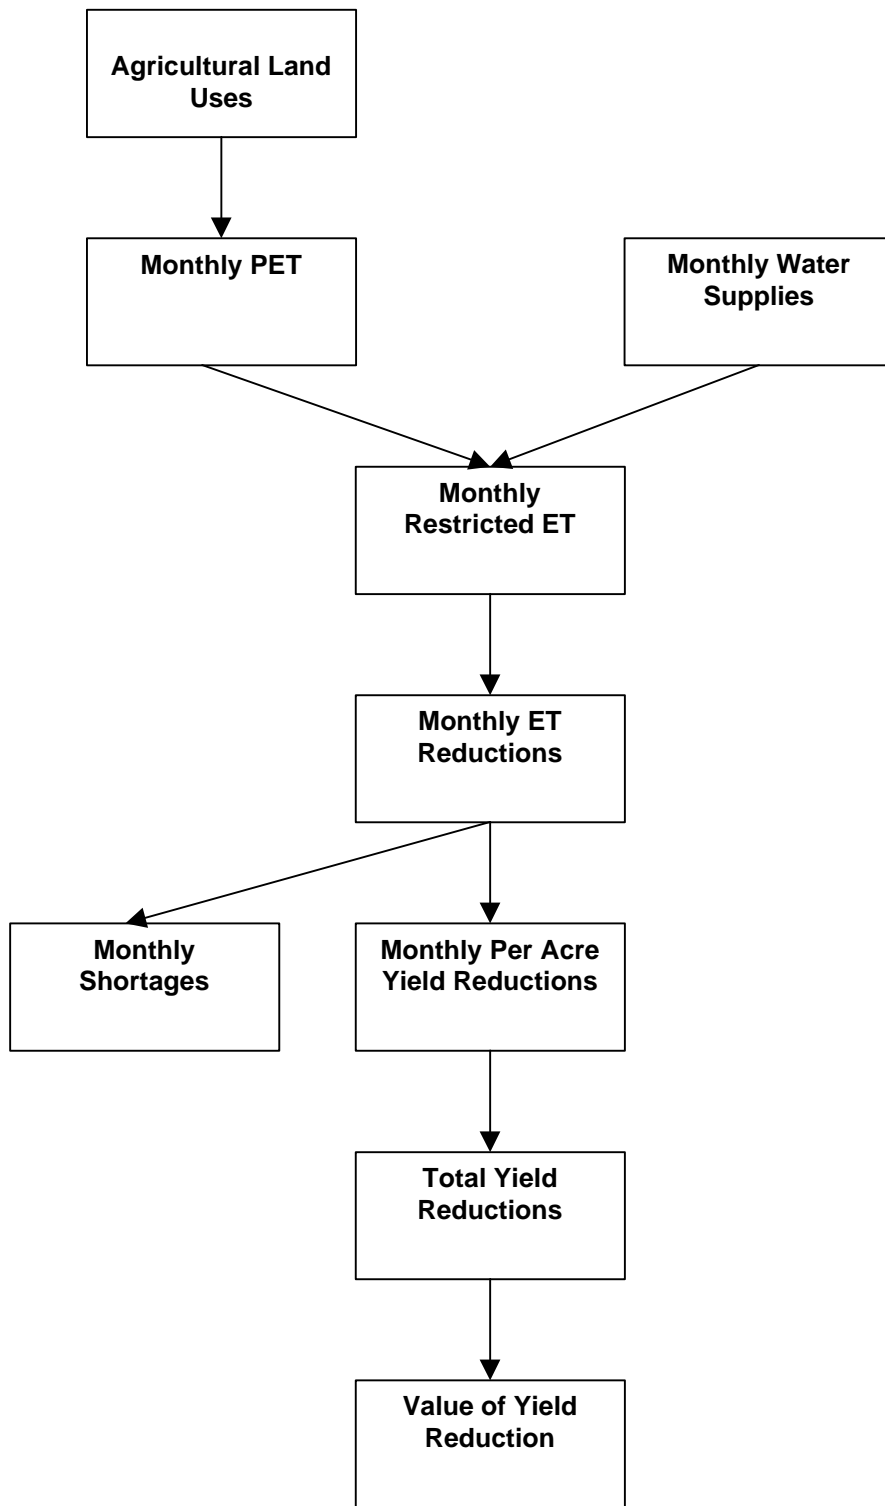 Agricultural Land
Uses
Monthly PET
Monthly Water
Supplies
Monthly
Restricted ET
Monthly ET
Reductions
Monthly
Shortages
Monthly Per Acre
Yield Reductions
Total Yield
Reductions
Value of Yield
Reduction